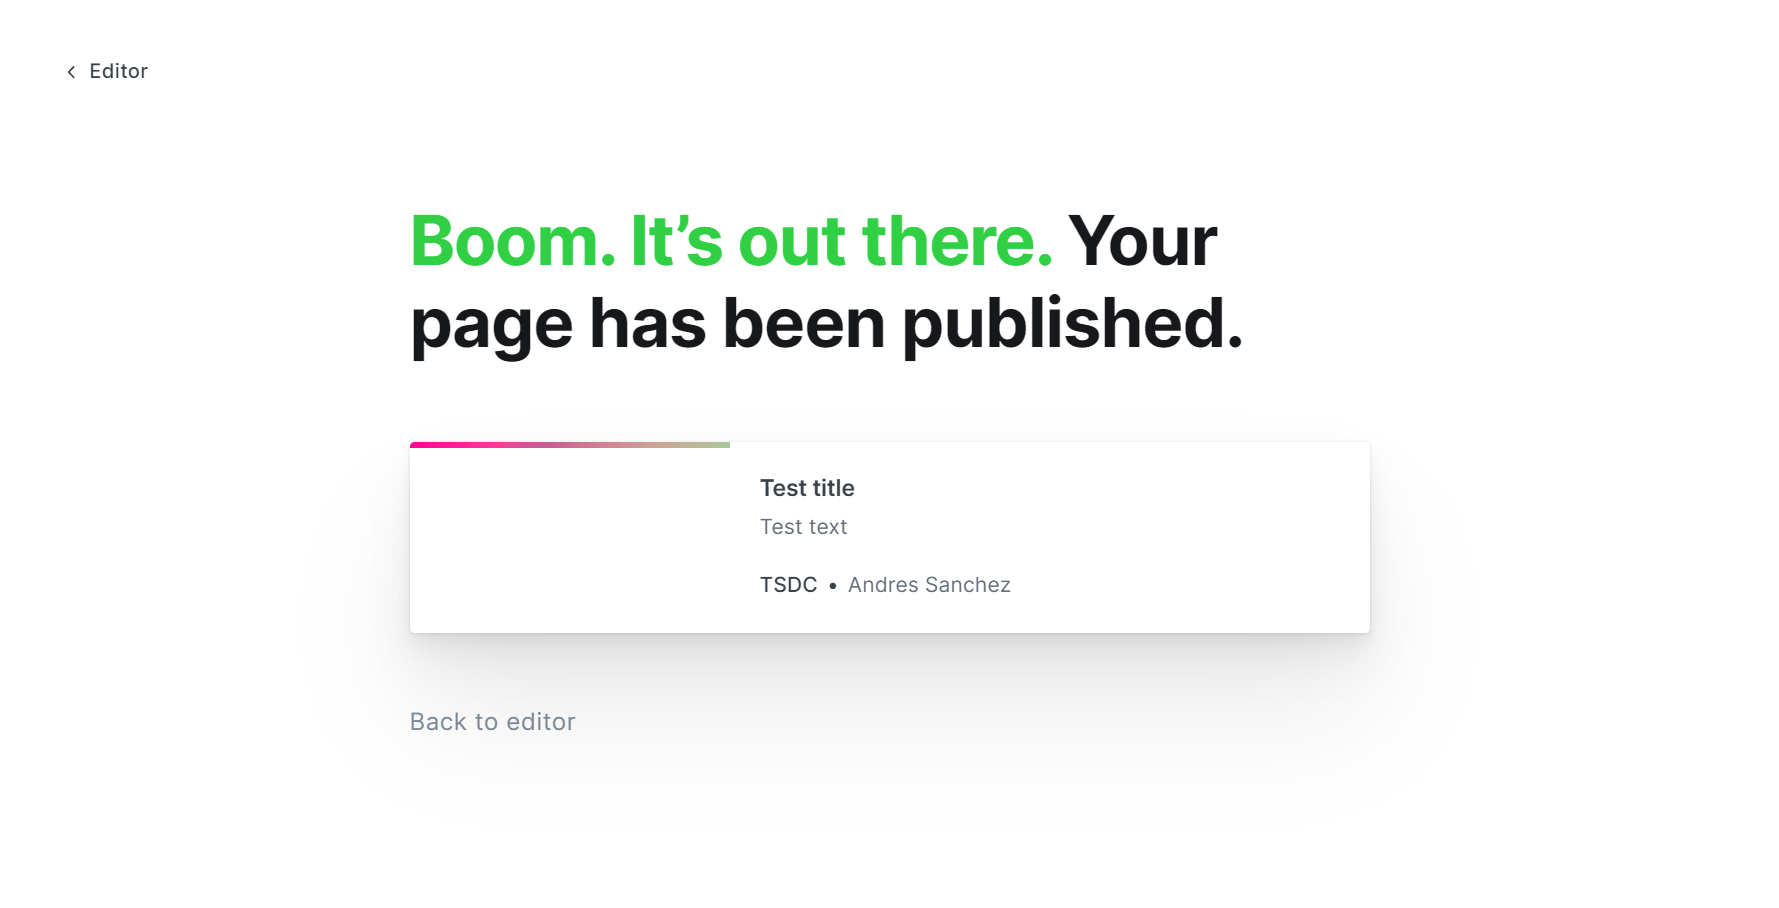 Editor
Boom. It’s out there. Your
page has been published.
Test title
Test text
TSDC • Andres Sanchez
Back to editor